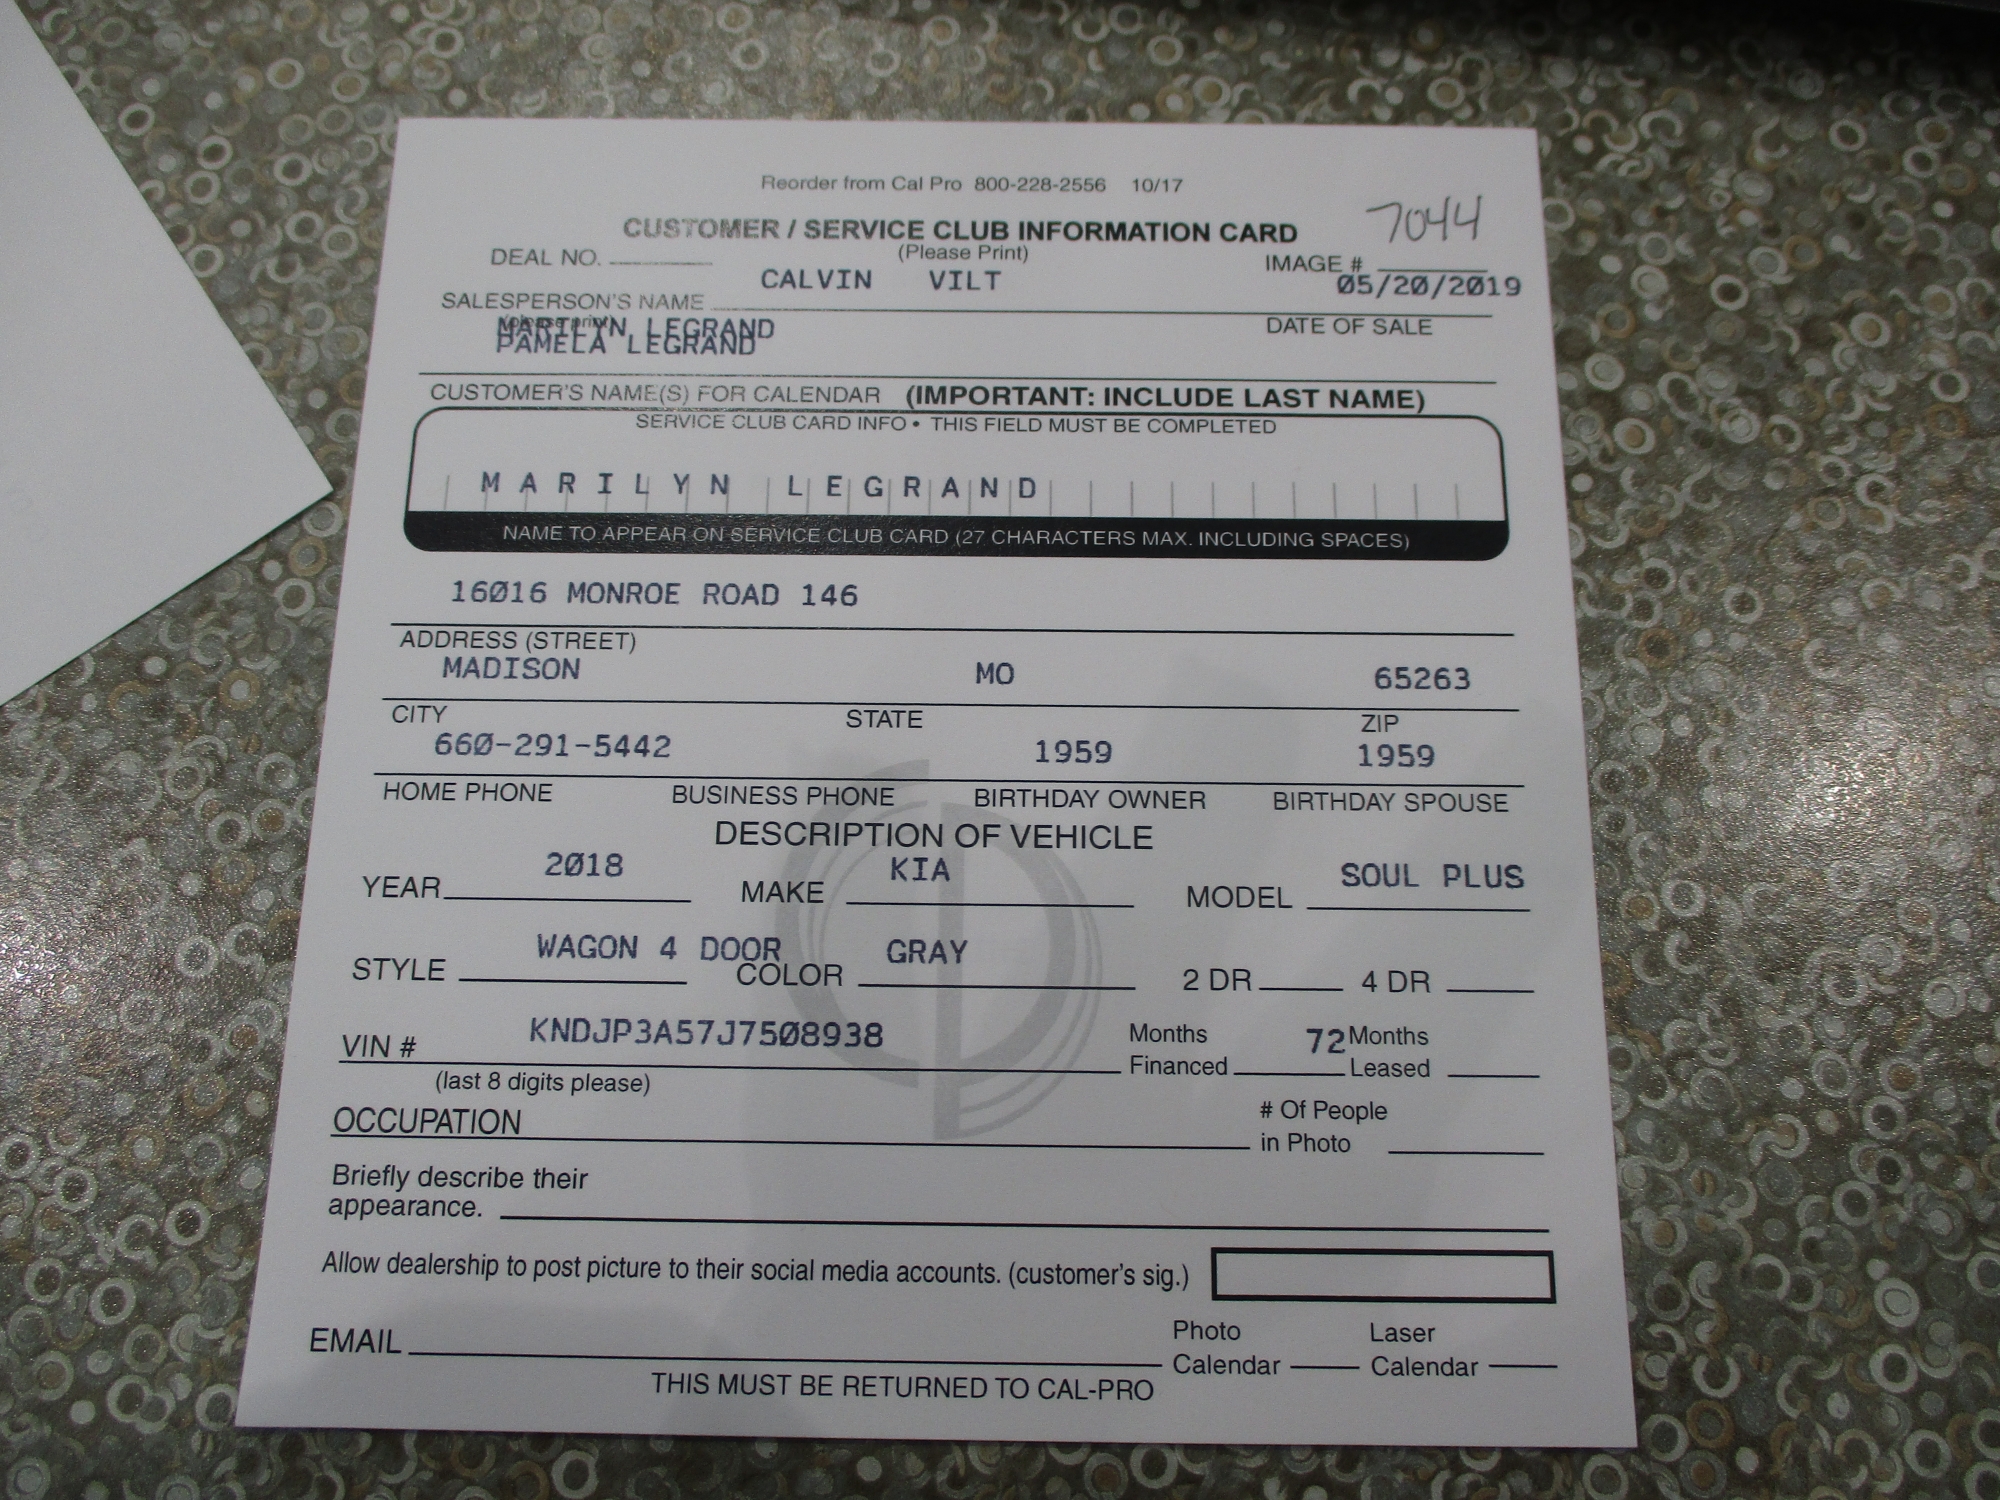 Reorder from Cal Pro 800-228-2556 10/17
7044
CUSTOMER / SERVICE CLUB INFORMATION CARD
(Please Print)
DEAL NO.
IMAGE #
CALVIN VILT
05/20/2019
SALESPERSON'S NAME
(please print)
DATE OF SALE
MARILYN LEGRAND
PAMELA LEGRAND
CUSTOMER'S NAME(S) FOR CALENDAR (IMPORTANT: INCLUDE LAST NAME)
SERVICE CLUB CARD INFO • THIS FIELD MUST BE COMPLETED
MARILYN LEGRAND
NAME TO APPEAR ON SERVICE CLUB CARD (27 CHARACTERS MAX. INCLUDING SPACES)
16016 MONROE ROAD 146
ADDRESS (STREET)
MADISON MO 65263
CITY STATE ZIP
660-291-5442 1959 1959
HOME PHONE BUSINESS PHONE BIRTHDAY OWNER BIRTHDAY SPOUSE
DESCRIPTION OF VEHICLE
YEAR 2018 MAKE KIA MODEL SOUL PLUS
STYLE WAGON 4 DOOR COLOR GRAY 2 DR 4 DR
VIN # KNDJP3A57J7508938 Months Financed 72 Months Leased
(last 8 digits please)
OCCUPATION # Of People in Photo
Briefly describe their
appearance.
Allow dealership to post picture to their social media accounts. (customer's sig.)
EMAIL Photo Calendar Laser Calendar
THIS MUST BE RETURNED TO CAL-PRO